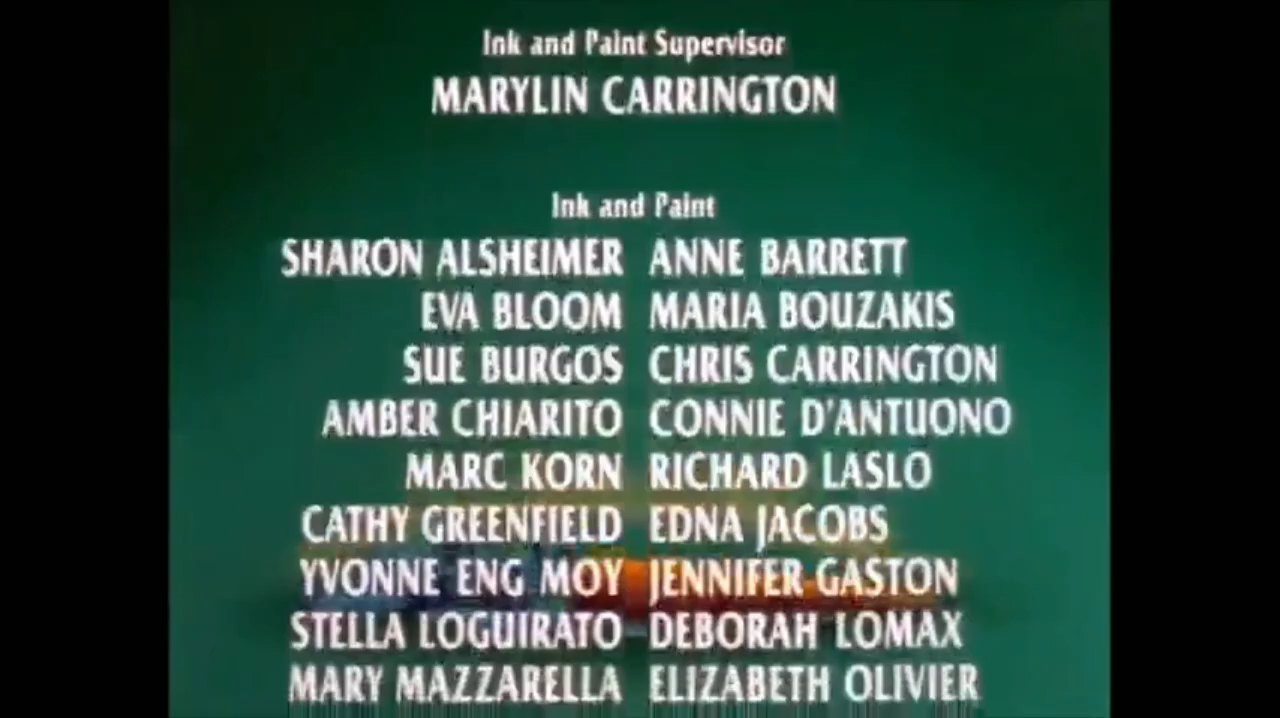 Ink and Paint Supervisor
MARYLIN CARRINGTON
Ink and Paint
SHARON ALSHEIMER ANNE BARRETT
EVA BLOOM MARIA BOUZAKIS
SUE BURGOS CHRIS CARRINGTON
AMBER CHIARITO CONNIE D'ANTUONO
MARC KORN RICHARD LASLO
CATHY GREENFIELD EDNA JACOBS
YVONNE ENG MOY JENNIFER GASTON
STELLA LOGUIRATO DEBORAH LOMAX
MARY MAZZARELLA ELIZABETH OLIVIER